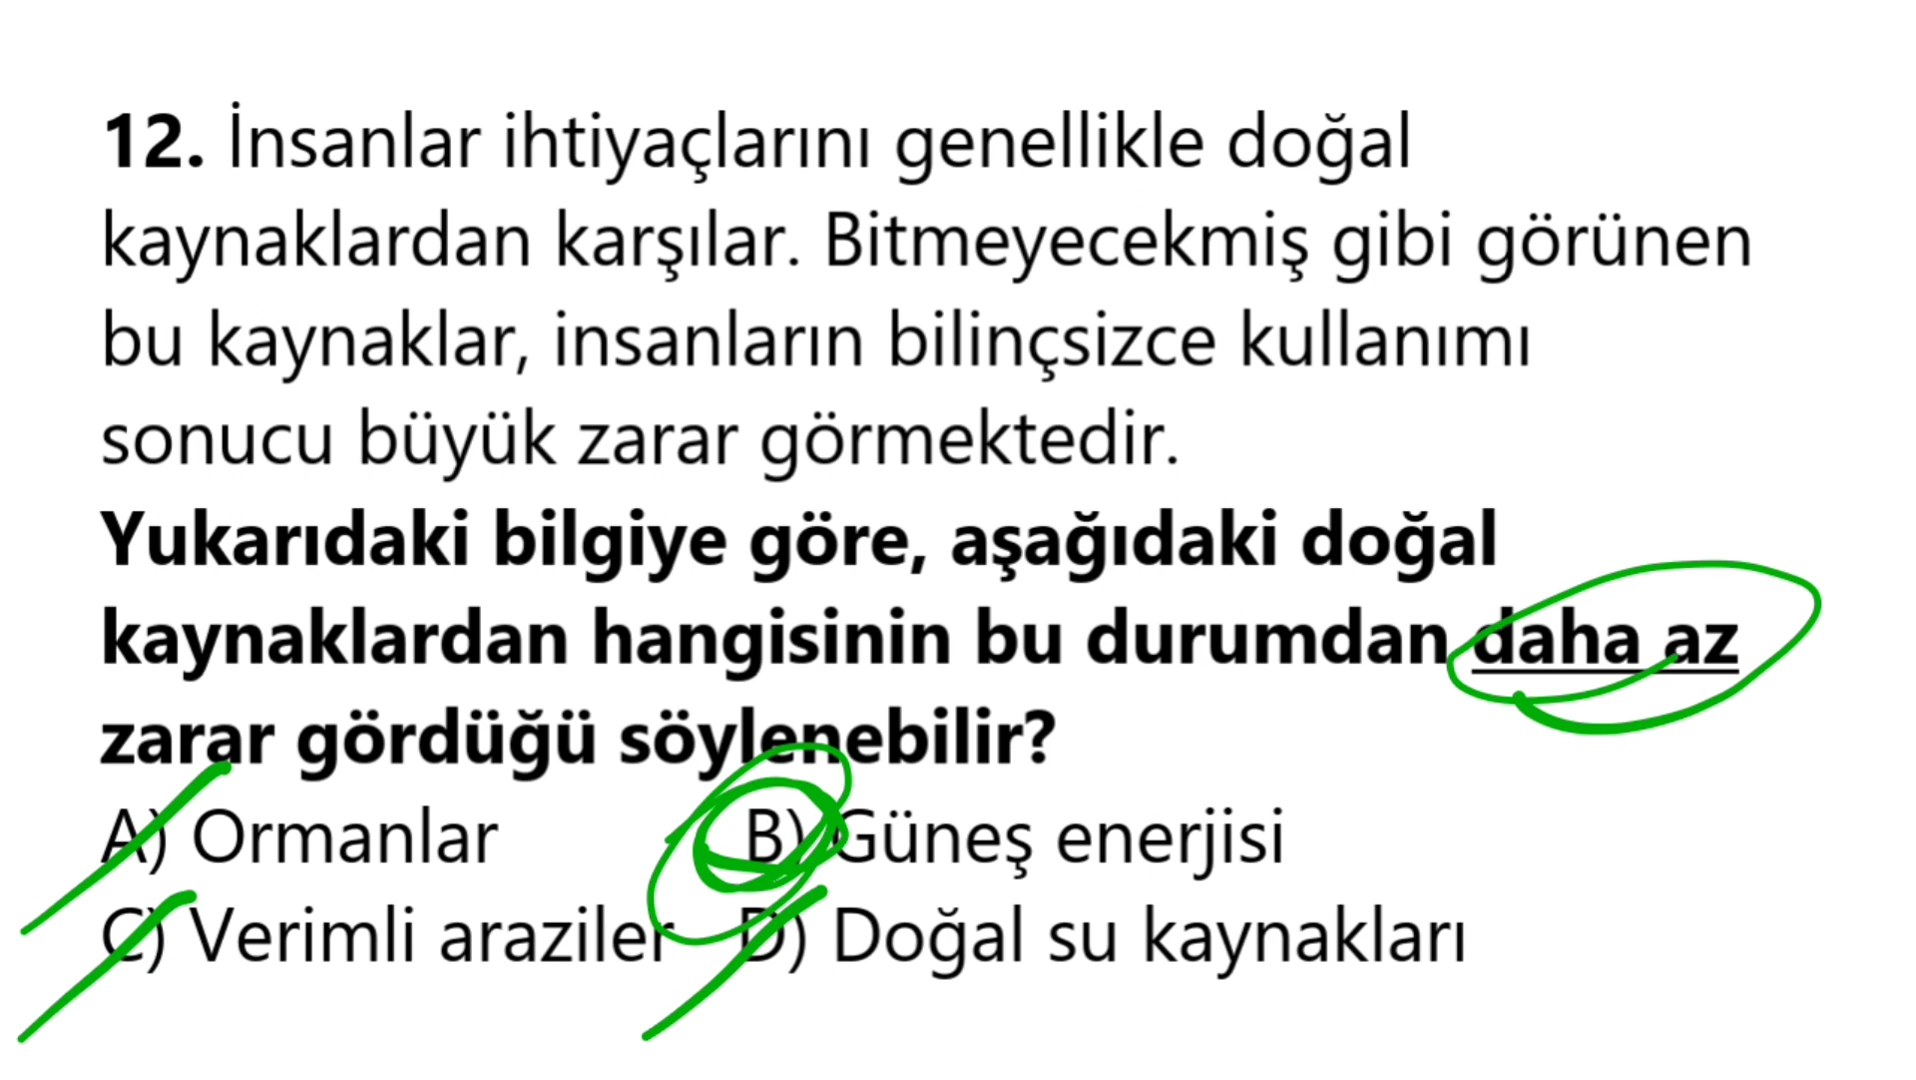 12. İnsanlar ihtiyaçlarını genellikle doğal
kaynaklardan karşılar. Bitmeyecekmiş gibi görünen
bu kaynaklar, insanların bilinçsizce kullanımı
sonucu büyük zarar görmektedir.
Yukarıdaki bilgiye göre, aşağıdaki doğal
kaynaklardan hangisinin bu durumdan daha az
zarar gördüğü söylenebilir?
A) Ormanlar B) Güneş enerjisi
C) Verimli araziler D) Doğal su kaynakları